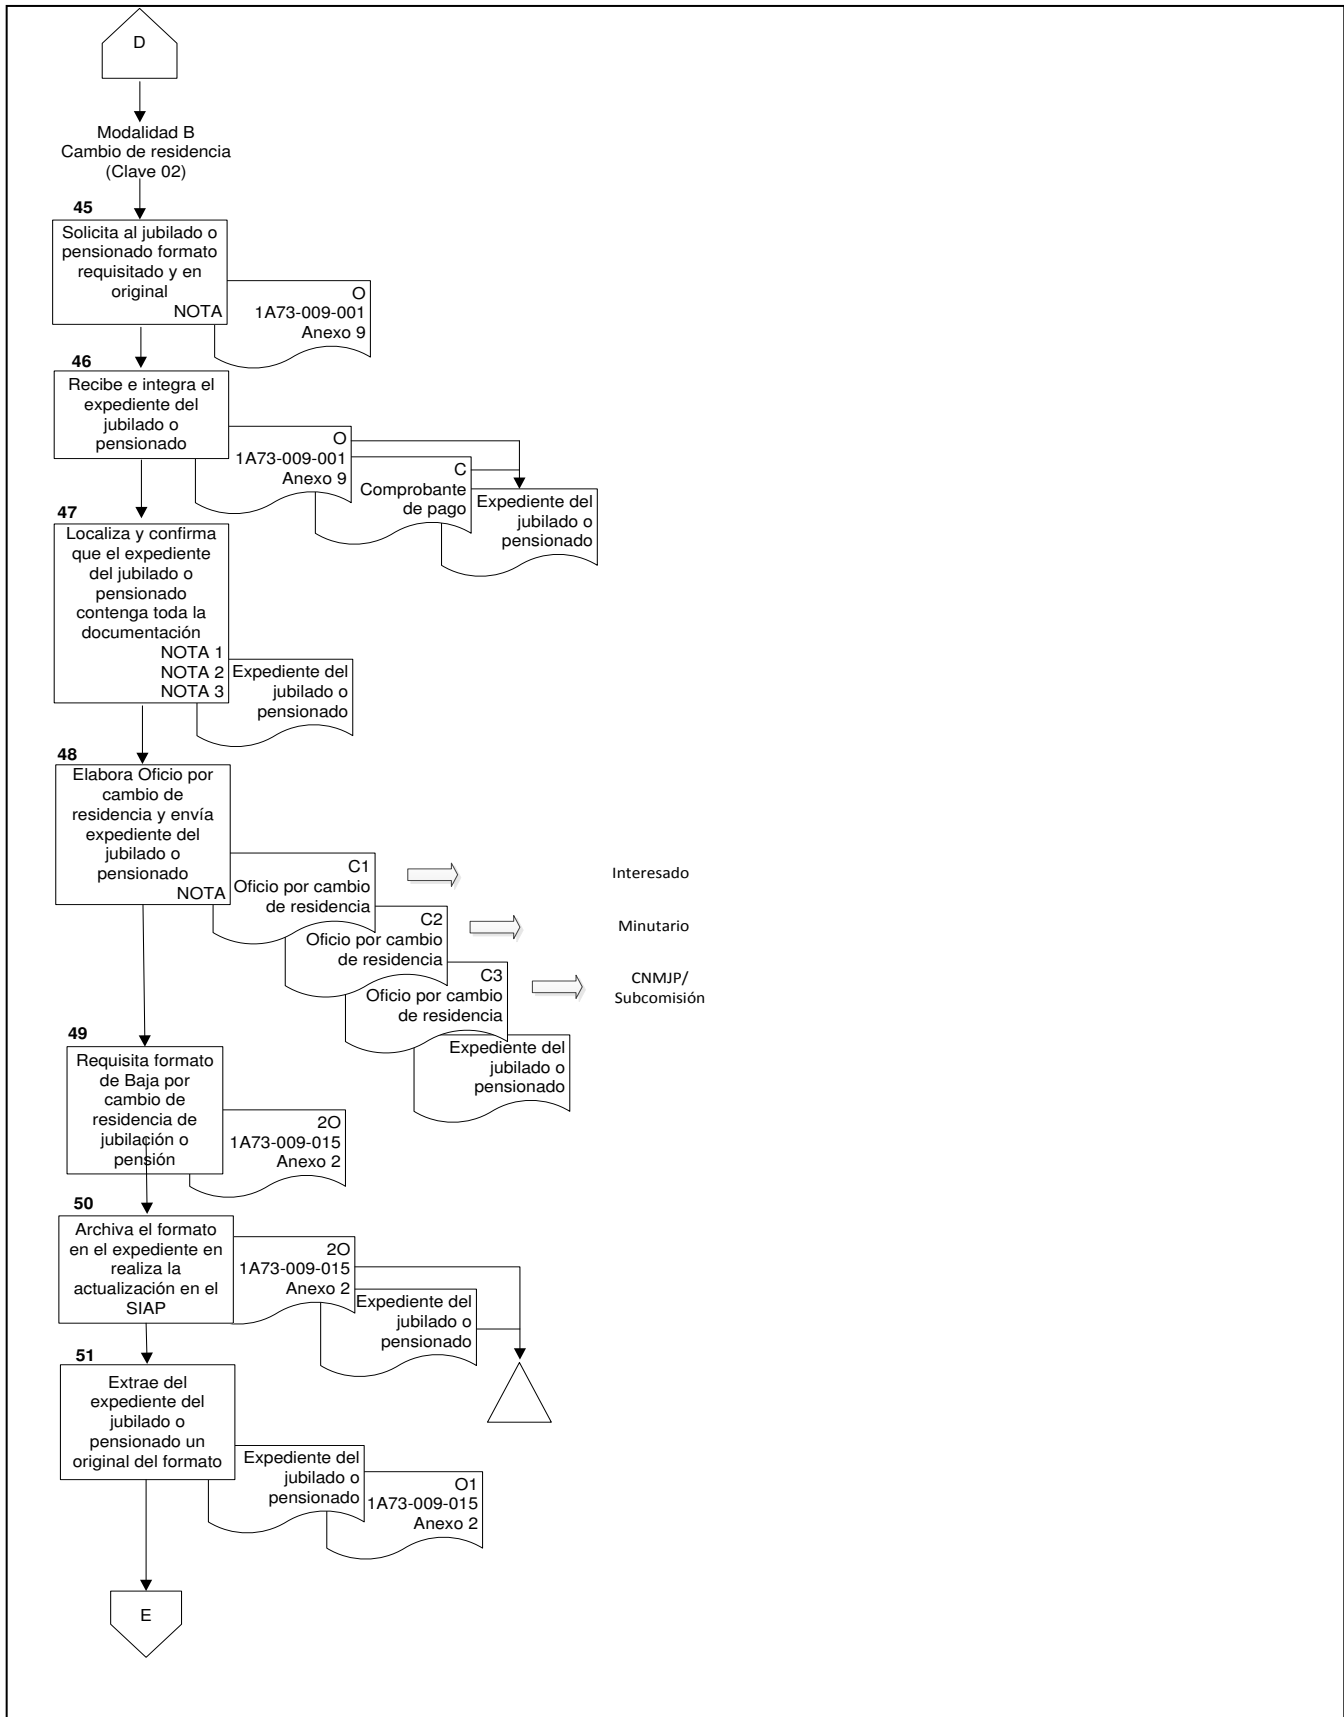 D
Modalidad B
Cambio de residencia
(Clave 02)
45
Solicita al jubilado o
pensionado formato
requisitado y en
original
NOTA
O
1A73-009-001
Anexo 9
46
Recibe e integra el
expediente del
jubilado o
pensionado
O
1A73-009-001
Anexo 9
C
Comprobante
de pago
Expediente del
jubilado o
pensionado
47
Localiza y confirma
que el expediente
del jubilado o
pensionado
contenga toda la
documentación
NOTA 1
NOTA 2
NOTA 3
Expediente del
jubilado o
pensionado
48
Elabora Oficio por
cambio de
residencia y envía
expediente del
jubilado o
pensionado
NOTA
C1
Oficio por cambio
de residencia
Interesado
C2
Oficio por cambio
de residencia
Minutario
C3
Oficio por cambio
de residencia
CNMJP/
Subcomisión
Expediente del
jubilado o
pensionado
49
Requisita formato
de Baja por
cambio de
residencia de
jubilación o
pensión
2O
1A73-009-015
Anexo 2
50
Archiva el formato
en el expediente en
realiza la
actualización en el
SIAP
2O
1A73-009-015
Anexo 2
Expediente del
jubilado o
pensionado
51
Extrae del
expediente del
jubilado o
pensionado un
original del formato
Expediente del
jubilado o
pensionado
O1
1A73-009-015
Anexo 2
E